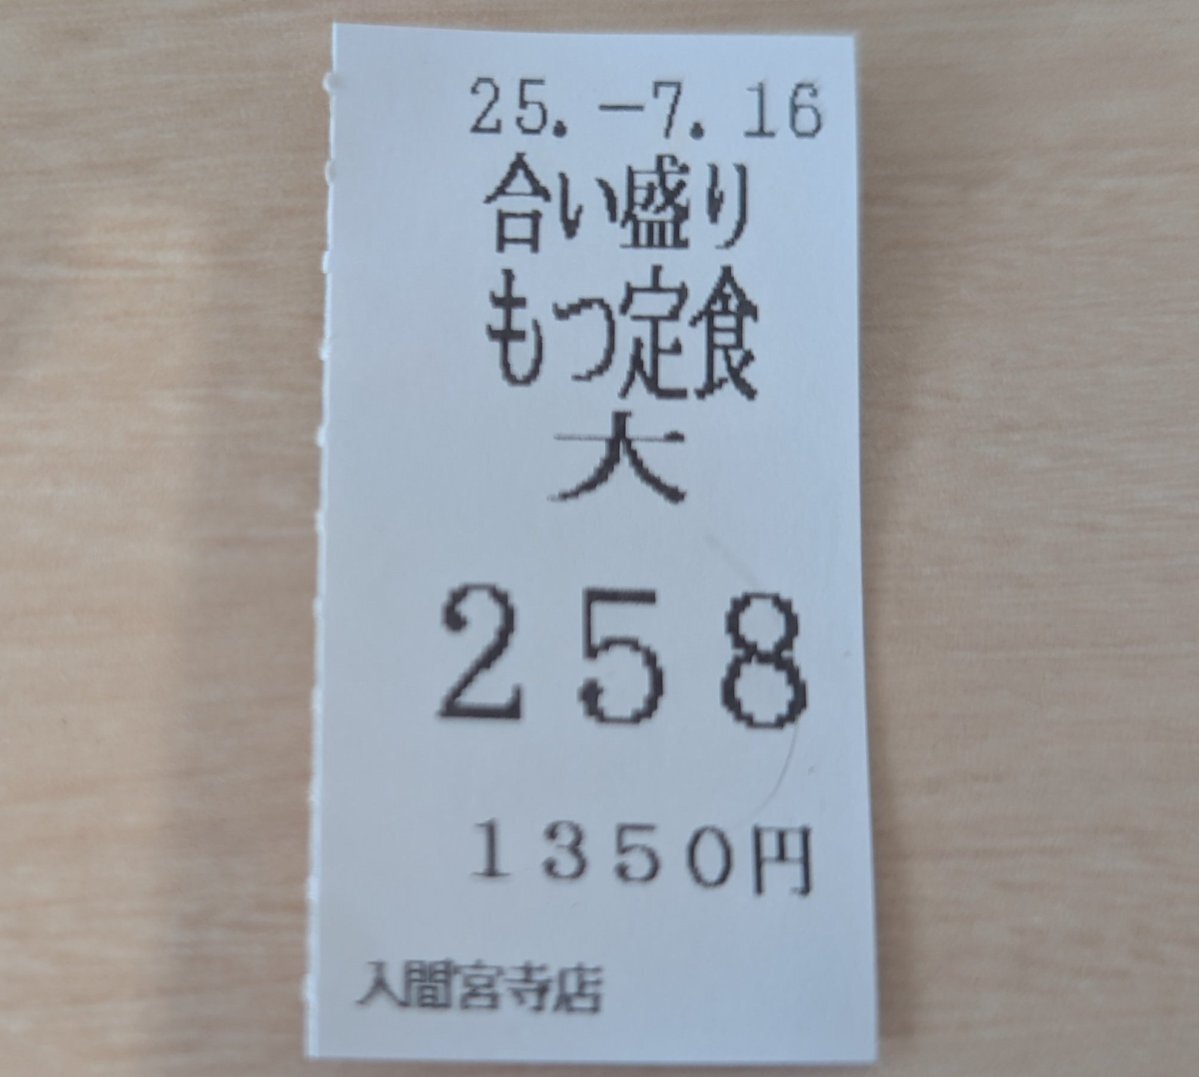 25.-7.16
合い盛り
もつ定食
大
258
1350円
入間宮寺店